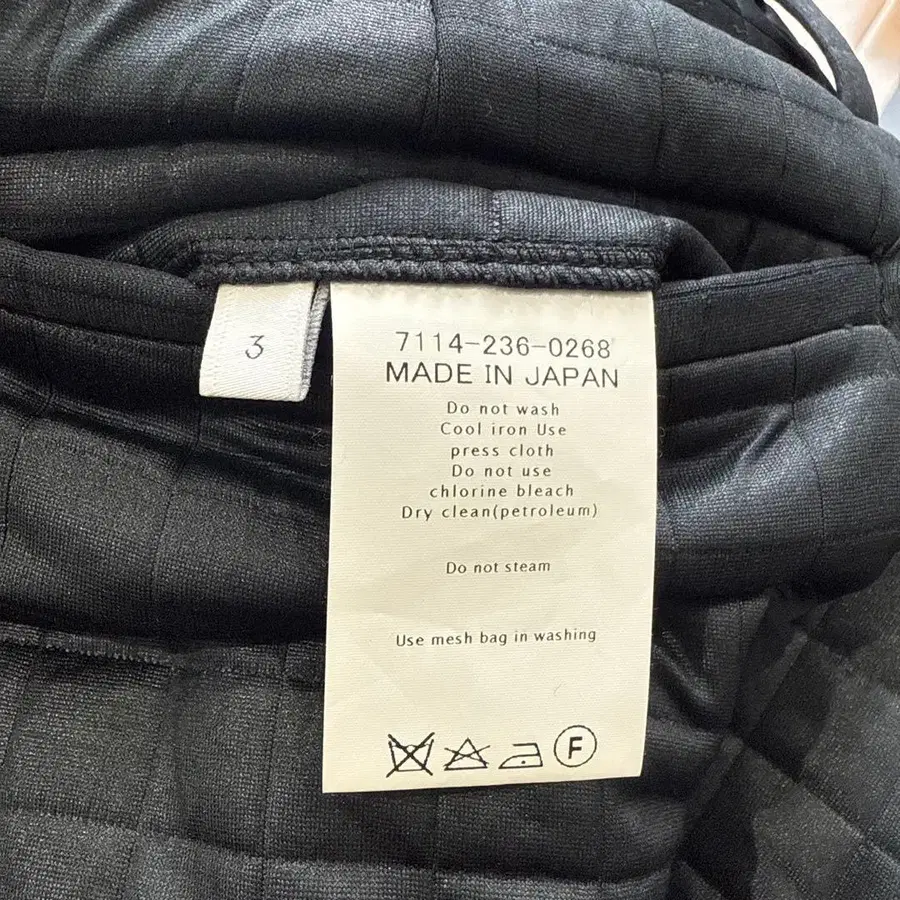 3
7114-236-0268
MADE IN JAPAN
Do not wash
Cool iron Use
press cloth
Do not use
chlorine bleach
Dry clean(petroleum)
Do not steam
Use mesh bag in washing
F